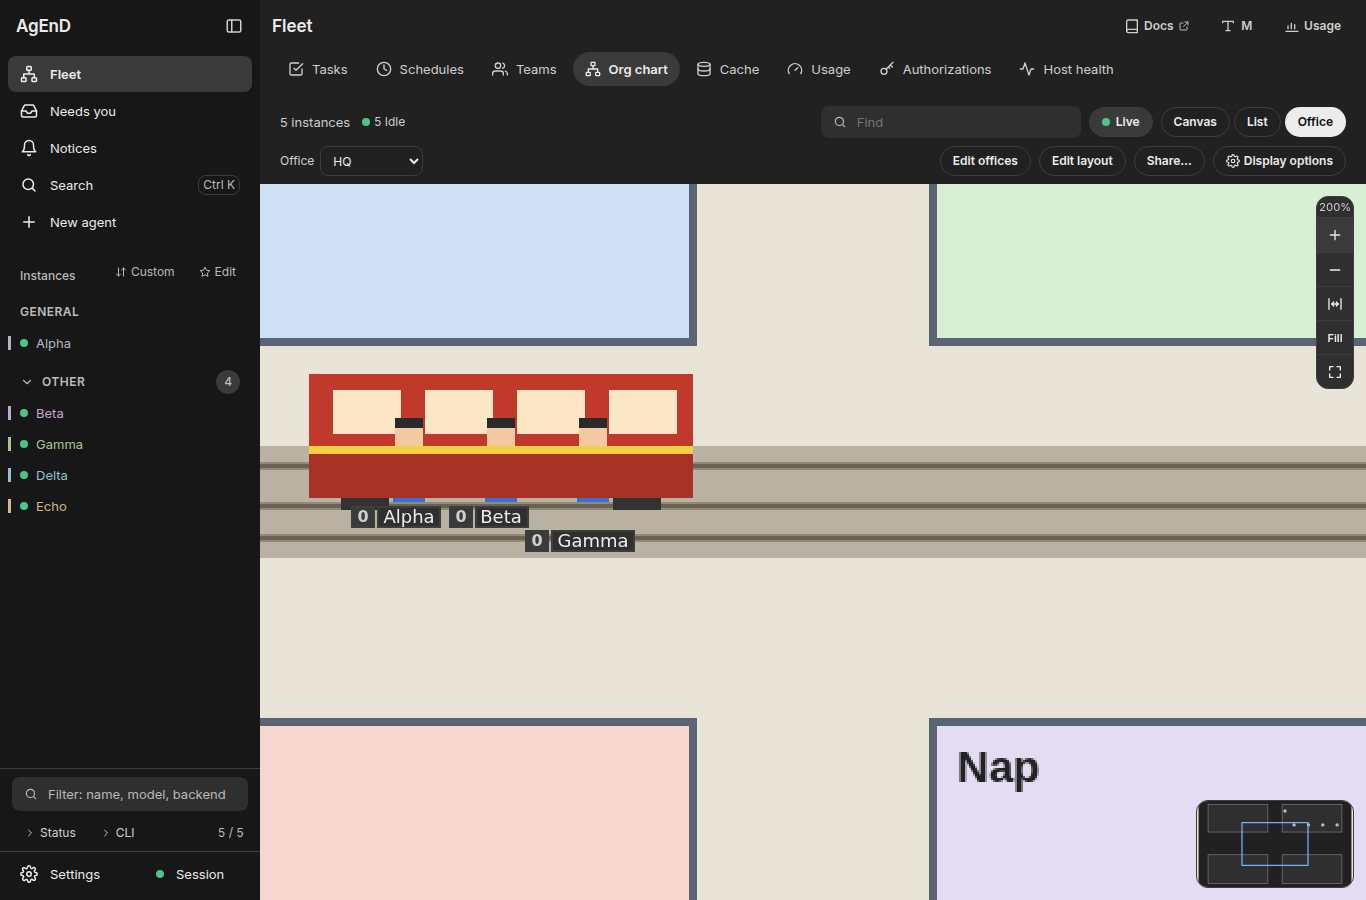 AgEnD
Fleet
Needs you
Notices
Search
Ctrl K
New agent
Instances
Custom
Edit
GENERAL
Alpha
OTHER
4
Beta
Gamma
Delta
Echo
Filter: name, model, backend
Status
CLI
5 / 5
Settings
Session
Fleet
Docs
M
Usage
Tasks
Schedules
Teams
Org chart
Cache
Usage
Authorizations
Host health
5 instances
5 Idle
Find
Live
Canvas
List
Office
Office
HQ
Edit offices
Edit layout
Share...
Display options
200%
Fill
0 Alpha
0 Beta
0 Gamma
Nap